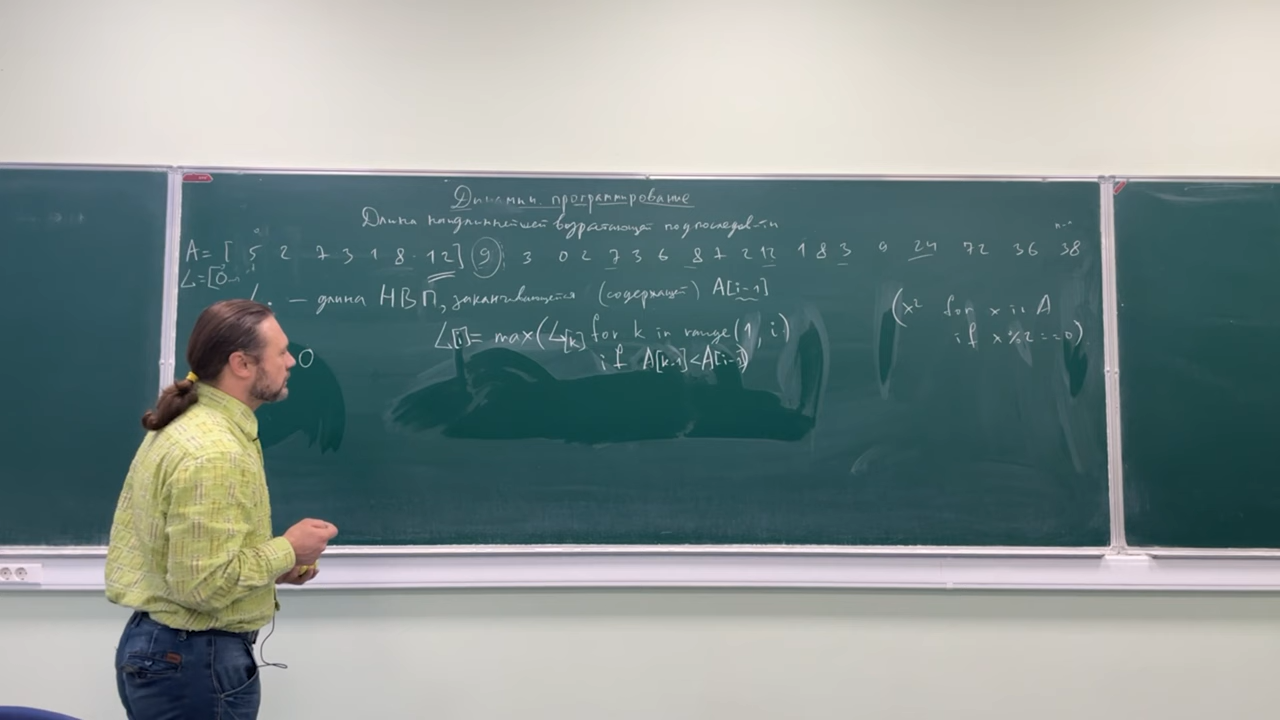 Динамич. программирование
Длина наидлиннейшей возрастающей подпоследов-ти
A = [ 5 2 7 3 1 8 12 ] 9 3 0 2 7 3 6 8 7 2 12 1 8 3 9 24 72 36 38
L = [0
— длина НВП, заканчивающейся (содержащей) A[i-1]
L[i] = max(L[k] for k in range(1, i)
if A[k-1] < A[i-1])
0
(x² for x in A
if x % 2 == 0)